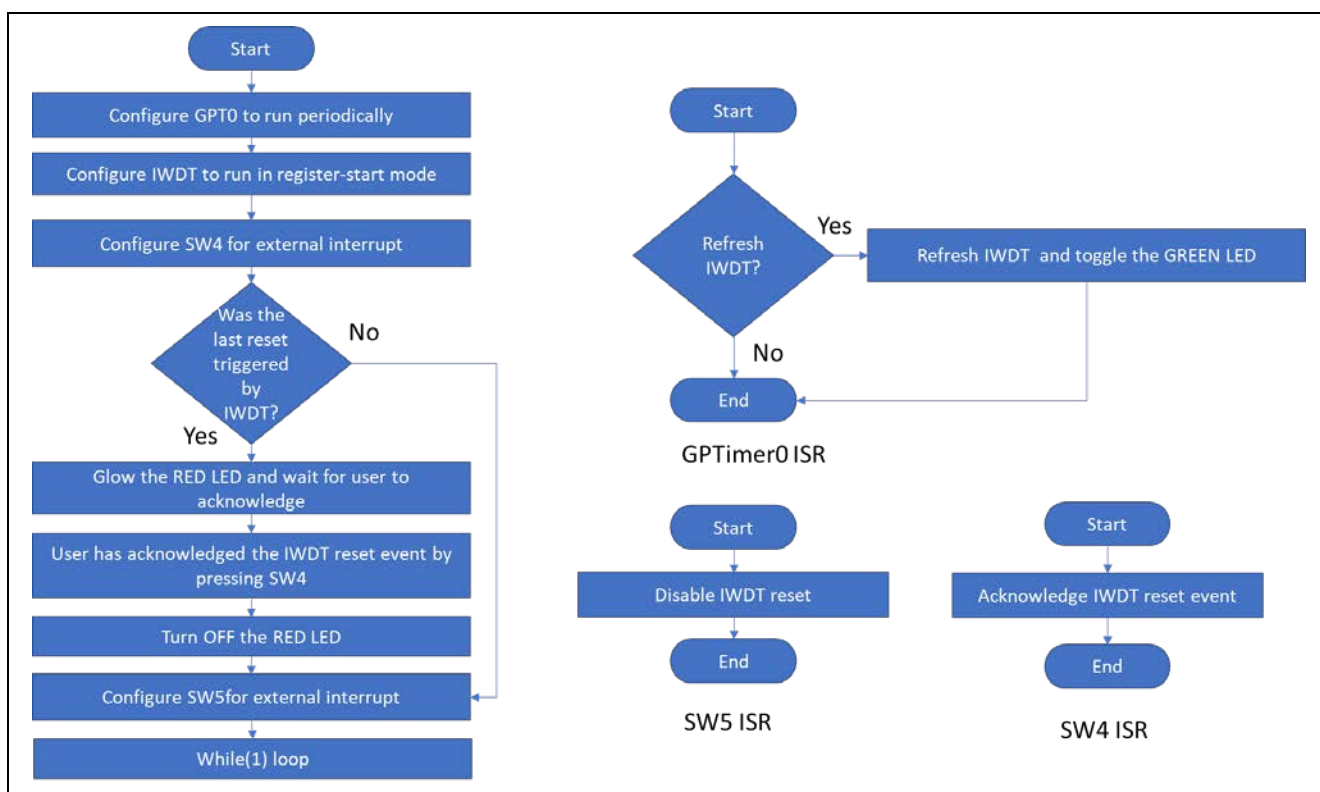 Start
Configure GPT0 to run periodically
Configure IWDT to run in register-start mode
Configure SW4 for external interrupt
Was the
last reset
triggered
by
IWDT?
No
Yes
Glow the RED LED and wait for user to
acknowledge
User has acknowledged the IWDT reset event by
pressing SW4
Turn OFF the RED LED
Configure SW5for external interrupt
While(1) loop
Start
Refresh
IWDT?
Yes
Refresh IWDT and toggle the GREEN LED
No
End
GPTimer0 ISR
Start
Disable IWDT reset
End
SW5 ISR
Start
Acknowledge IWDT reset event
End
SW4 ISR